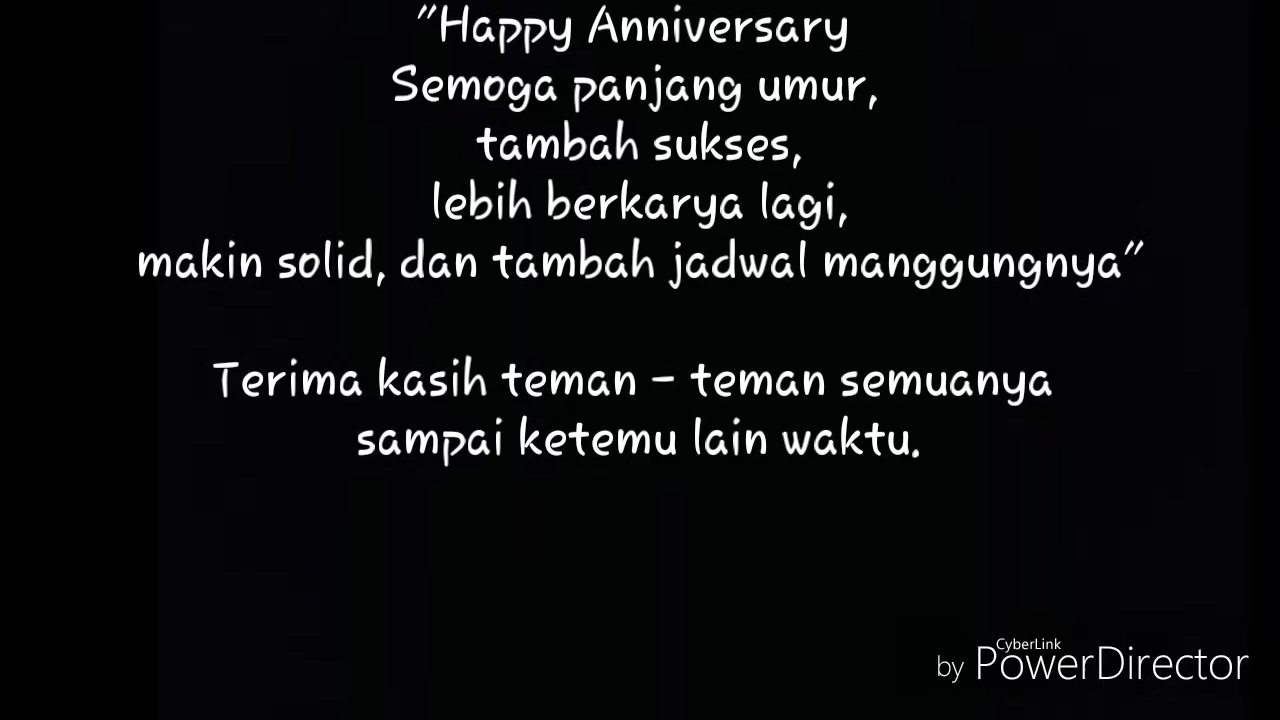 "Happy Anniversary
Semoga panjang umur,
tambah sukses,
lebih berkarya lagi,
makin solid, dan tambah jadwal manggungnya"
Terima kasih teman - teman semuanya
sampai ketemu lain waktu.
by CyberLink PowerDirector